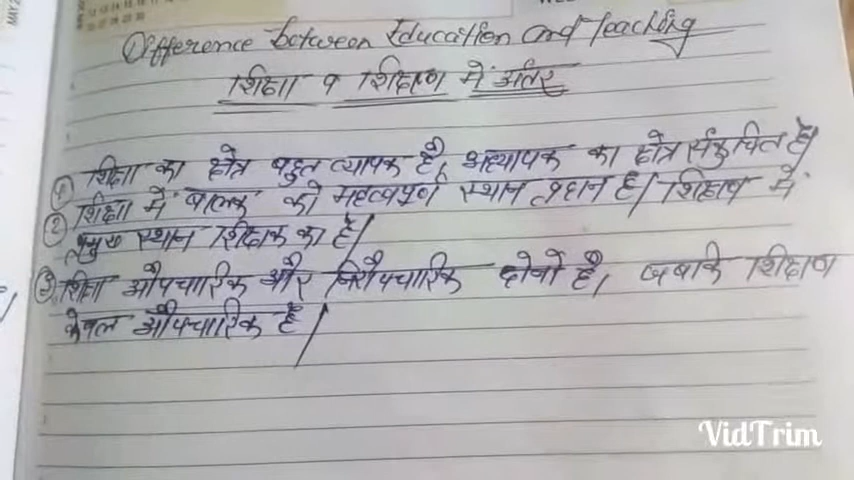 Difference between Education and Teaching
शिक्षा व शिक्षण में अंतर
① शिक्षा का क्षेत्र बहुत व्यापक है, अध्यापक का क्षेत्र संकुचित है।
② शिक्षा में बालक को महत्वपूर्ण स्थान प्रदान है। शिक्षण में
प्रमुख स्थान शिक्षक का है।
③ शिक्षा औपचारिक और निरौपचारिक दोनों है, जबकि शिक्षण
केवल औपचारिक है।
VidTrim